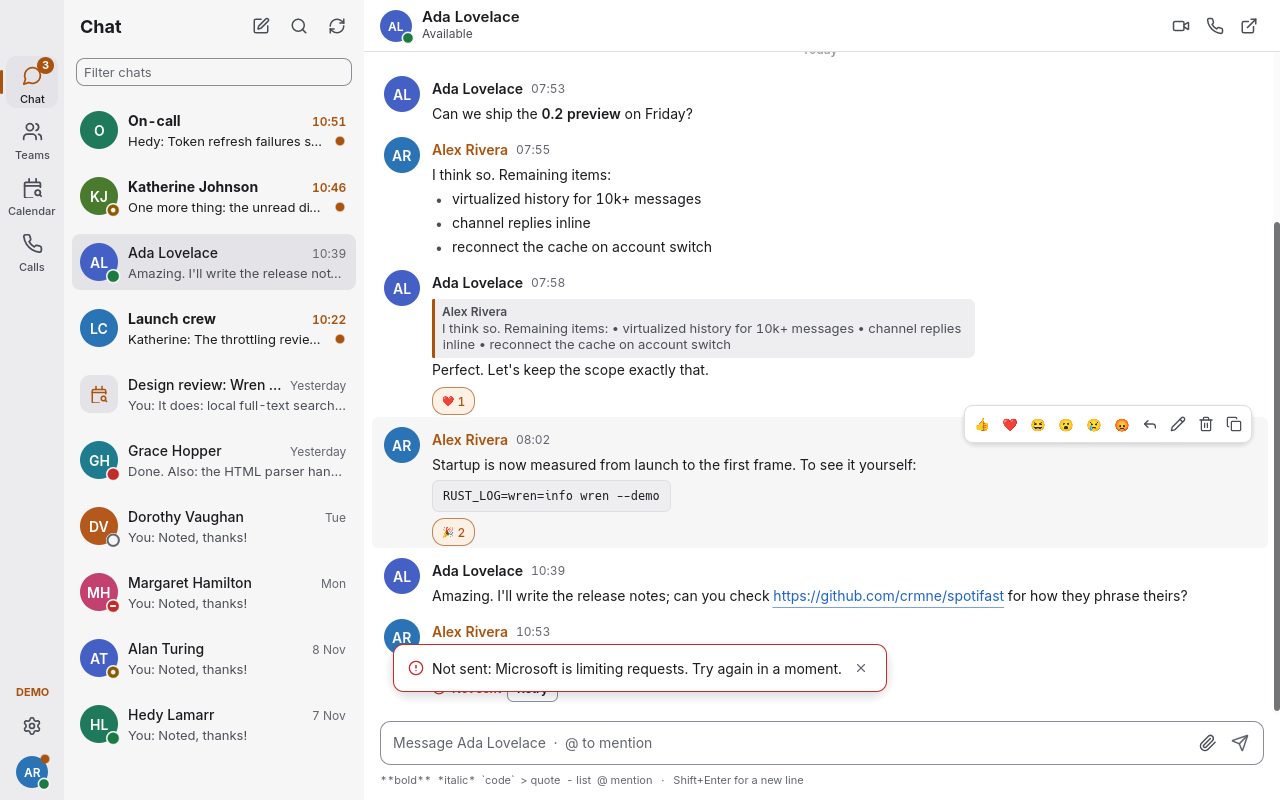 Chat
Filter chats
3
Chat
Teams
Calendar
Calls
DEMO
AR
O
On-call
10:51
Hedy: Token refresh failures s...
KJ
Katherine Johnson
10:46
One more thing: the unread di...
AL
Ada Lovelace
10:39
Amazing. I'll write the release not...
LC
Launch crew
10:22
Katherine: The throttling revie...
Design review: Wren ...
Yesterday
You: It does: local full-text search...
GH
Grace Hopper
Yesterday
Done. Also: the HTML parser han...
DV
Dorothy Vaughan
Tue
You: Noted, thanks!
MH
Margaret Hamilton
Mon
You: Noted, thanks!
AT
Alan Turing
8 Nov
You: Noted, thanks!
HL
Hedy Lamarr
7 Nov
You: Noted, thanks!
AL
Ada Lovelace
Available
Today
AL
Ada Lovelace 07:53
Can we ship the 0.2 preview on Friday?
AR
Alex Rivera 07:55
I think so. Remaining items:
• virtualized history for 10k+ messages
• channel replies inline
• reconnect the cache on account switch
AL
Ada Lovelace 07:58
Alex Rivera
I think so. Remaining items: • virtualized history for 10k+ messages • channel replies
inline • reconnect the cache on account switch
Perfect. Let's keep the scope exactly that.
❤️ 1
AR
Alex Rivera 08:02
Startup is now measured from launch to the first frame. To see it yourself:
RUST_LOG=wren=info wren --demo
🎉 2
AL
Ada Lovelace 10:39
Amazing. I'll write the release notes; can you check https://github.com/crmne/spotifast for how they phrase theirs?
AR
Alex Rivera 10:53
Not sent: Microsoft is limiting requests. Try again in a moment.
Message Ada Lovelace · @ to mention
**bold** *italic* `code` > quote - list @ mention · Shift+Enter for a new line